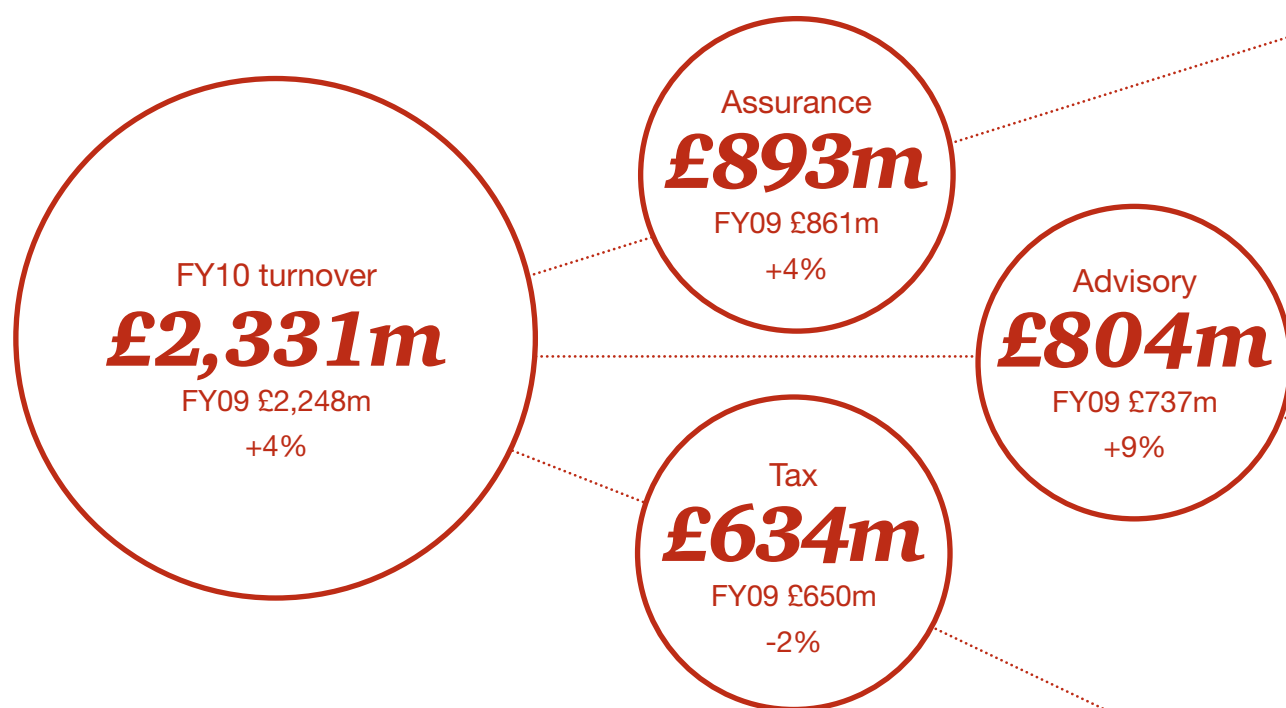 FY10 turnover
£2,331m
FY09 £2,248m
+4%
Assurance
£893m
FY09 £861m
+4%
Advisory
£804m
FY09 £737m
+9%
Tax
£634m
FY09 £650m
-2%